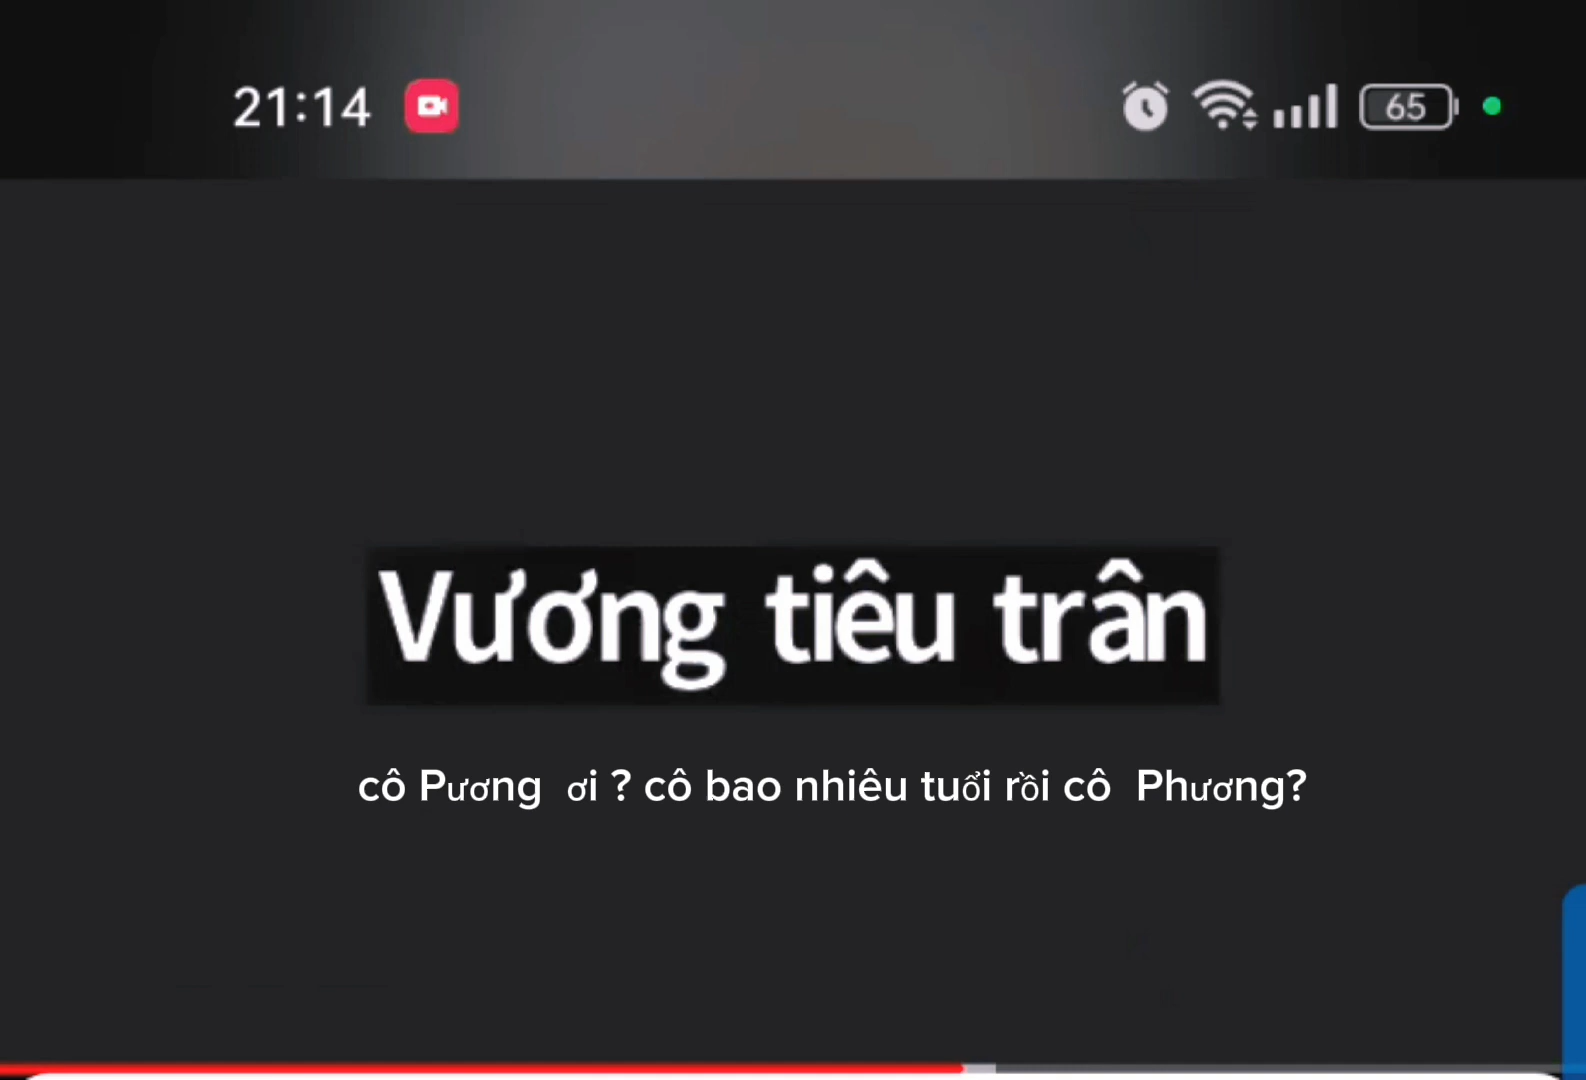 21:14
65
Vương tiêu trân
cô Pương ơi ? cô bao nhiêu tuổi rồi cô Phương?